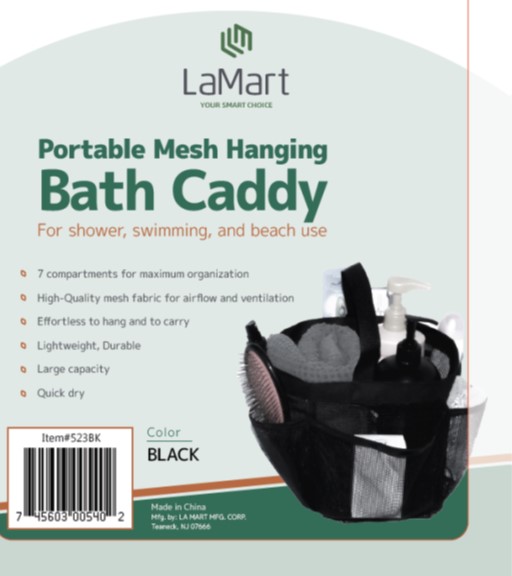 LaMart
YOUR SMART CHOICE
Portable Mesh Hanging
Bath Caddy
For shower, swimming, and beach use
7 compartments for maximum organization
High-Quality mesh fabric for airflow and ventilation
Effortless to hang and to carry
Lightweight, Durable
Large capacity
Quick dry
Item#523BK
7 45603 00540 2
Color
BLACK
Made in China
Mfg. by: LA MART MFG. CORP.
Teaneck, NJ 07666